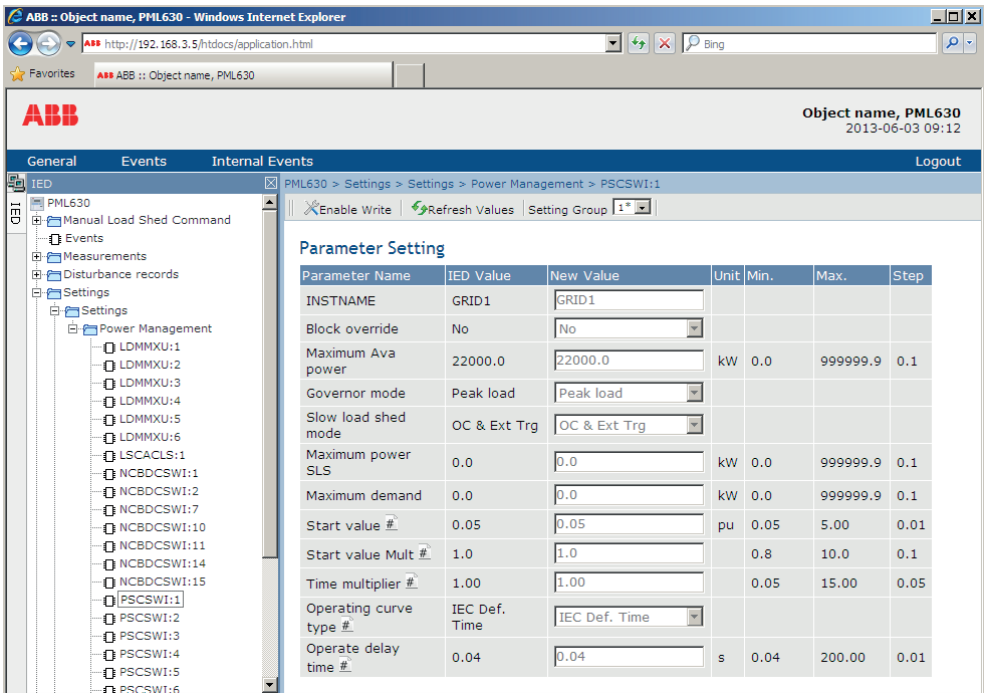 ABB :: Object name, PML630 - Windows Internet Explorer
ABB http://192.168.3.5/htdocs/application.html
Bing
Favorites
ABB ABB :: Object name, PML630
ABB
Object name, PML630
2013-06-03 09:12
General Events Internal Events Logout
IED
IED
PML630
Manual Load Shed Command
Events
Measurements
Disturbance records
Settings
Settings
Power Management
LDMMXU:1
LDMMXU:2
LDMMXU:3
LDMMXU:4
LDMMXU:5
LDMMXU:6
LSCACLS:1
NCBDCSWI:1
NCBDCSWI:2
NCBDCSWI:7
NCBDCSWI:10
NCBDCSWI:11
NCBDCSWI:14
NCBDCSWI:15
PSCSWI:1
PSCSWI:2
PSCSWI:3
PSCSWI:4
PSCSWI:5
PSCSWI:6
PML630 > Settings > Settings > Power Management > PSCSWI:1
Enable Write Refresh Values Setting Group 1*
Parameter Setting
Parameter Name IED Value New Value Unit Min. Max. Step
INSTNAME GRID1 GRID1
Block override No No
Maximum Ava
power 22000.0 22000.0 kW 0.0 999999.9 0.1
Governor mode Peak load Peak load
Slow load shed
mode OC & Ext Trg OC & Ext Trg
Maximum power
SLS 0.0 0.0 kW 0.0 999999.9 0.1
Maximum demand 0.0 0.0 kW 0.0 999999.9 0.1
Start value # 0.05 0.05 pu 0.05 5.00 0.01
Start value Mult # 1.0 1.0 0.8 10.0 0.1
Time multiplier # 1.00 1.00 0.05 15.00 0.05
Operating curve IEC Def.
type # Time IEC Def. Time
Operate delay
time # 0.04 0.04 s 0.04 200.00 0.01